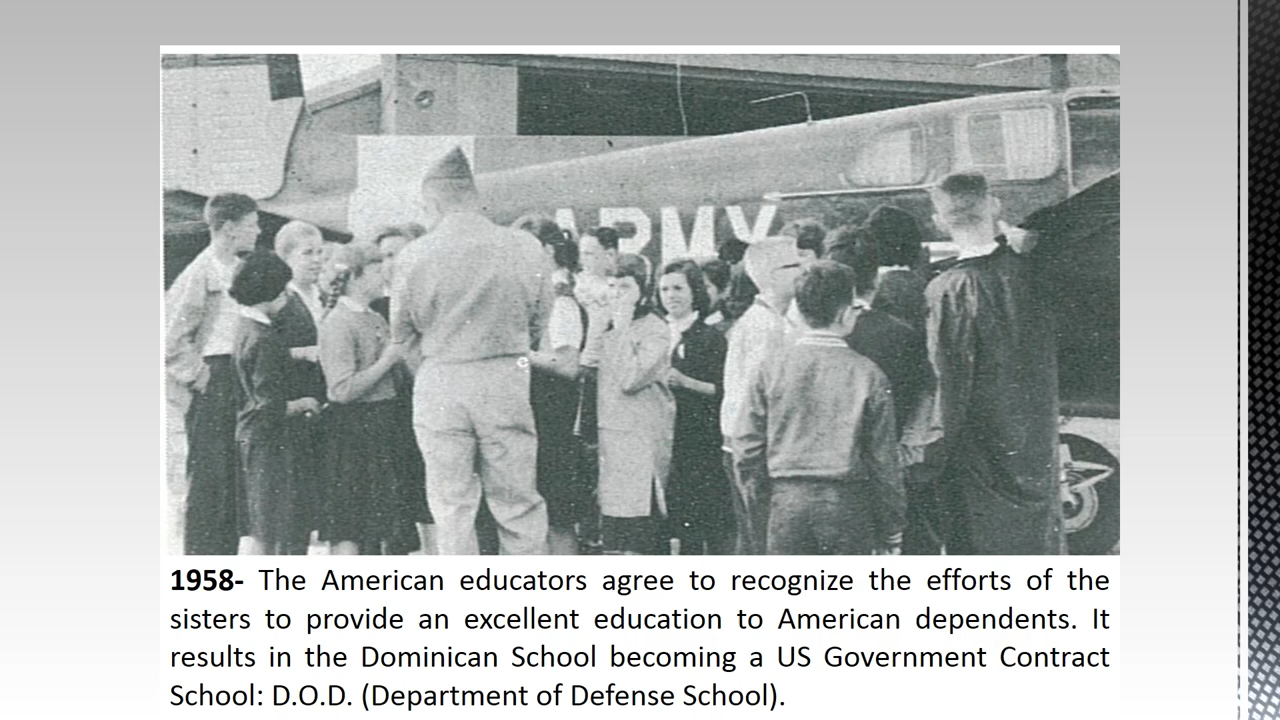 ARMY
1958- The American educators agree to recognize the efforts of the
sisters to provide an excellent education to American dependents. It
results in the Dominican School becoming a US Government Contract
School: D.O.D. (Department of Defense School).